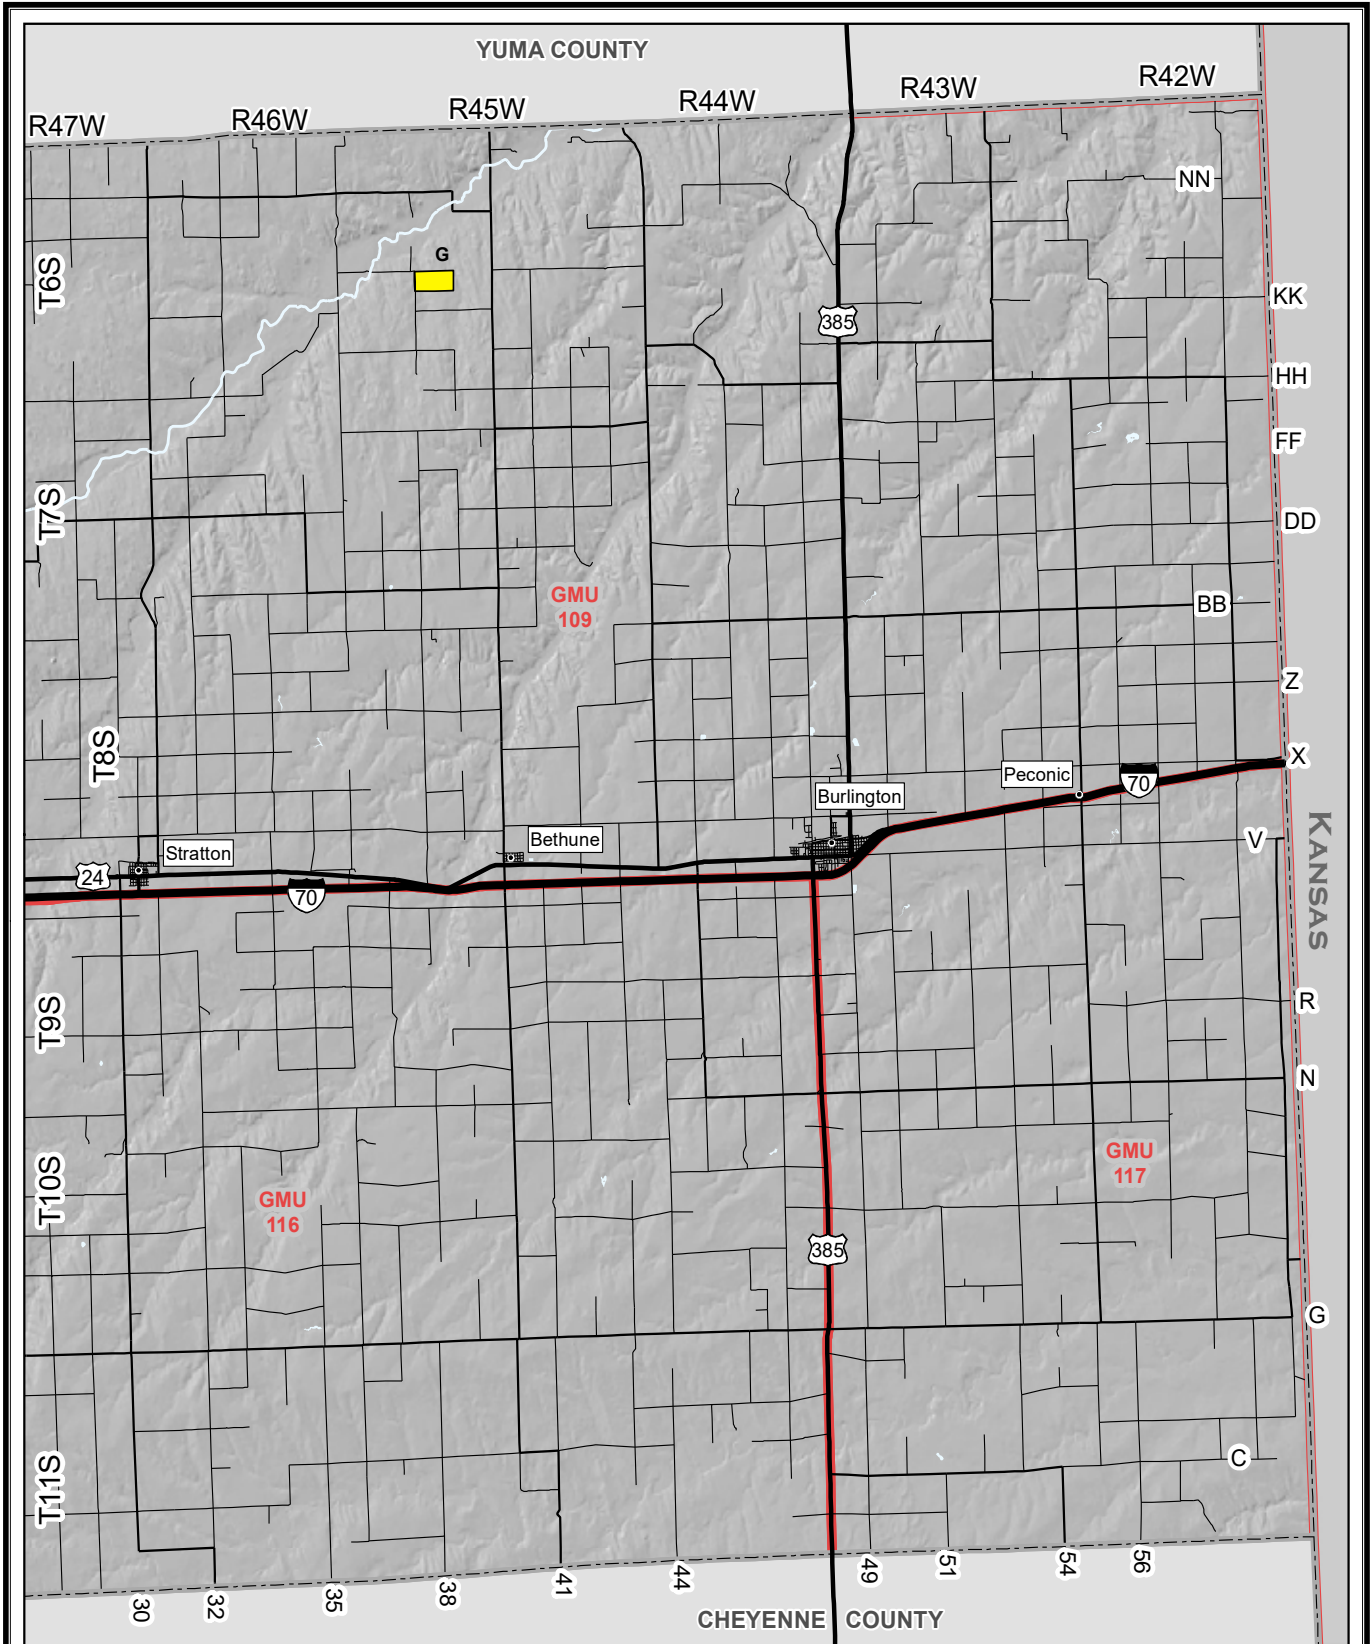 YUMA COUNTY
R47W
R46W
R45W
R44W
R43W
R42W
NN
T6S
G
KK
385
HH
FF
T7S
DD
GMU
109
BB
Z
T8S
X
Peconic
70
Burlington
Bethune
V
Stratton
24
70
KANSAS
T9S
R
N
T10S
GMU
117
GMU
116
385
G
T11S
C
30
32
35
38
41
44
49
51
54
56
CHEYENNE COUNTY